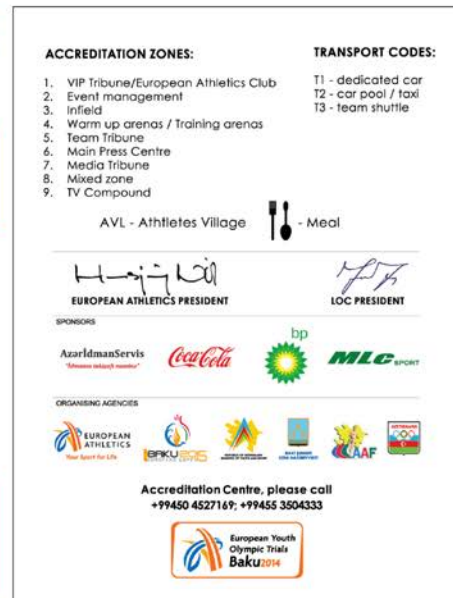 ACCREDITATION ZONES:
1. VIP Tribune/European Athletics Club
2. Event management
3. Infield
4. Warm up arenas / Training arenas
5. Team Tribune
6. Main Press Centre
7. Media Tribune
8. Mixed zone
9. TV Compound
TRANSPORT CODES:
T1 - dedicated car
T2 - car pool / taxi
T3 - team shuttle
AVL - Athtletes Village
- Meal
EUROPEAN ATHLETICS PRESIDENT
LOC PRESIDENT
SPONSORS
AzərİdmanServis
Coca-Cola
bp
MLC SPORT
ORGANISING AGENCIES
EUROPEAN
ATHLETICS
Your Sport for Life
BAKU2015
AAF
Accreditation Centre, please call
+99450 4527169; +99455 3504333
European Youth
Olympic Trials
Baku2014